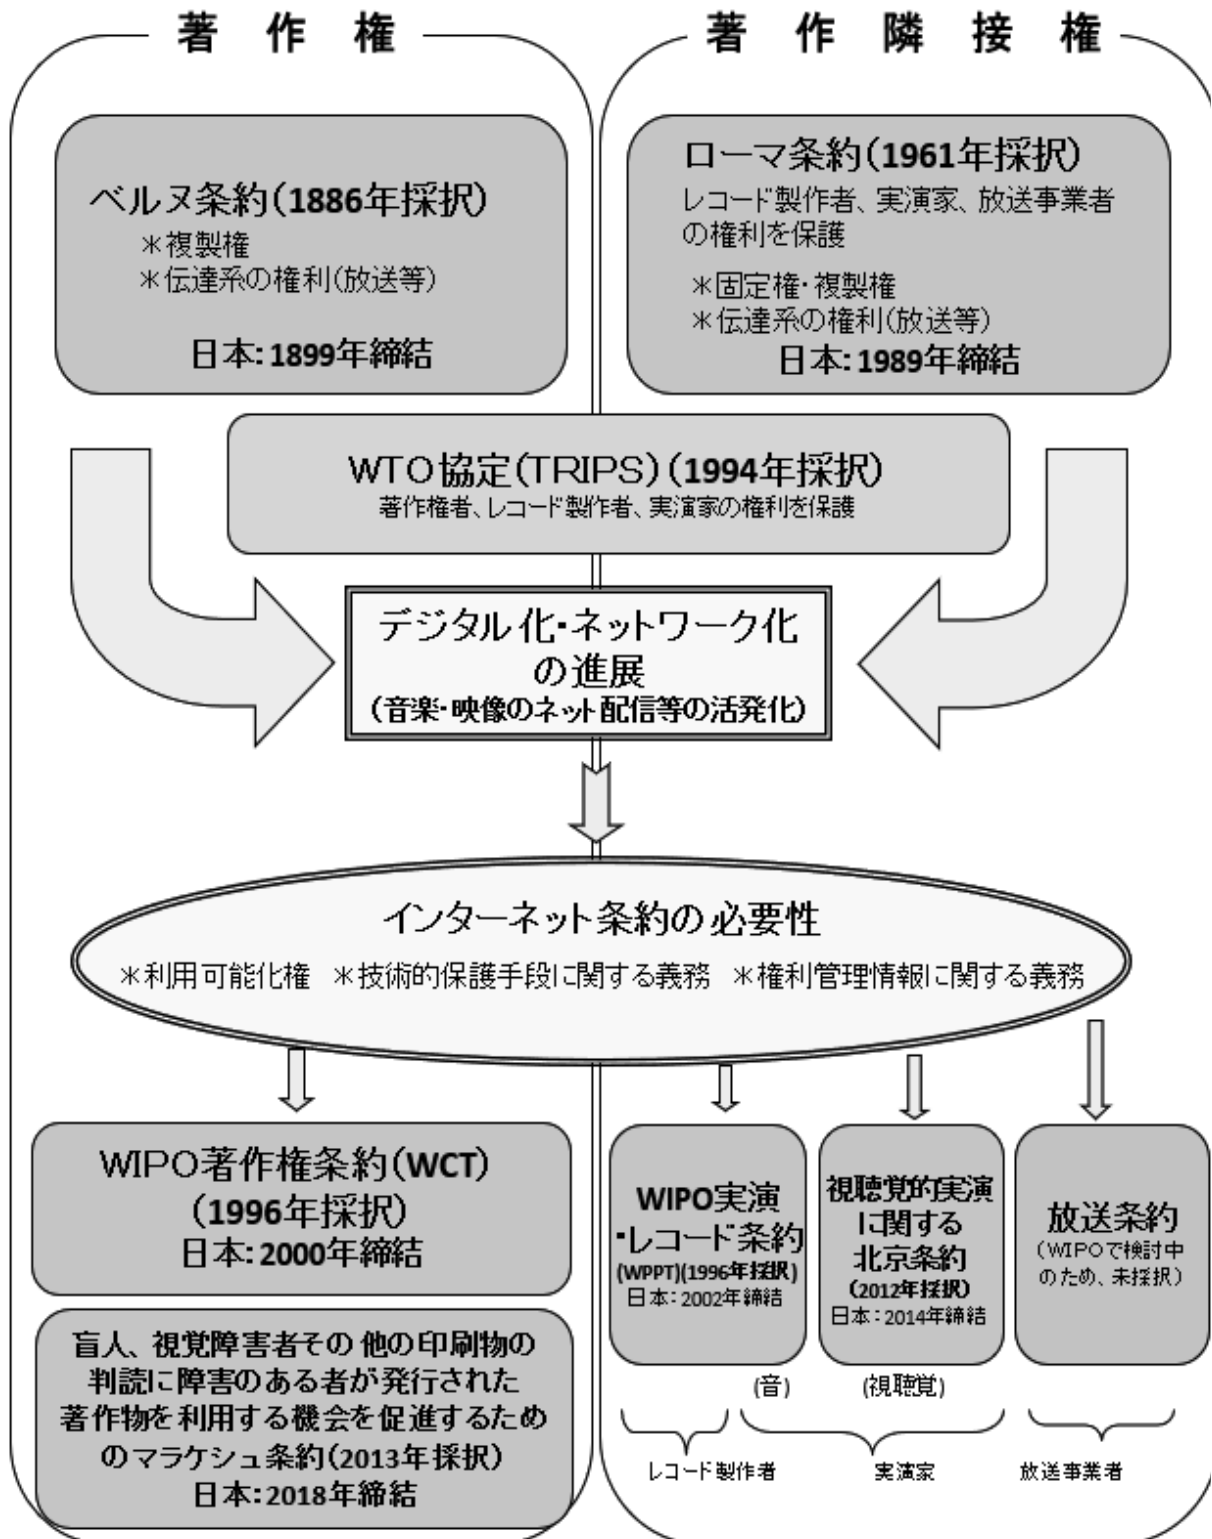 著作権
著作隣接権
ベルヌ条約(1886年採択)
＊複製権
＊伝達系の権利(放送等)
日本：1899年締結
ローマ条約(1961年採択)
レコード製作者、実演家、放送事業者
の権利を保護
＊固定権・複製権
＊伝達系の権利(放送等)
日本：1989年締結
WTO協定(TRIPS)(1994年採択)
著作権者、レコード製作者、実演家の権利を保護
デジタル化・ネットワーク化
の進展
(音楽・映像のネット配信等の活発化)
インターネット条約の必要性
＊利用可能化権　＊技術的保護手段に関する義務　＊権利管理情報に関する義務
WIPO著作権条約(WCT)
(1996年採択)
日本：2000年締結
盲人、視覚障害者その他の印刷物の
判読に障害のある者が発行された
著作物を利用する機会を促進するため
のマラケシュ条約(2013年採択)
日本：2018年締結
WIPO実演
・レコード条約
(WPPT)(1996年採択)
日本：2002年締結
視聴覚的実演
に関する
北京条約
(2012年採択)
日本：2014年締結
放送条約
(WIPOで検討中
のため、未採択)
(音)
(視聴覚)
レコード製作者
実演家
放送事業者